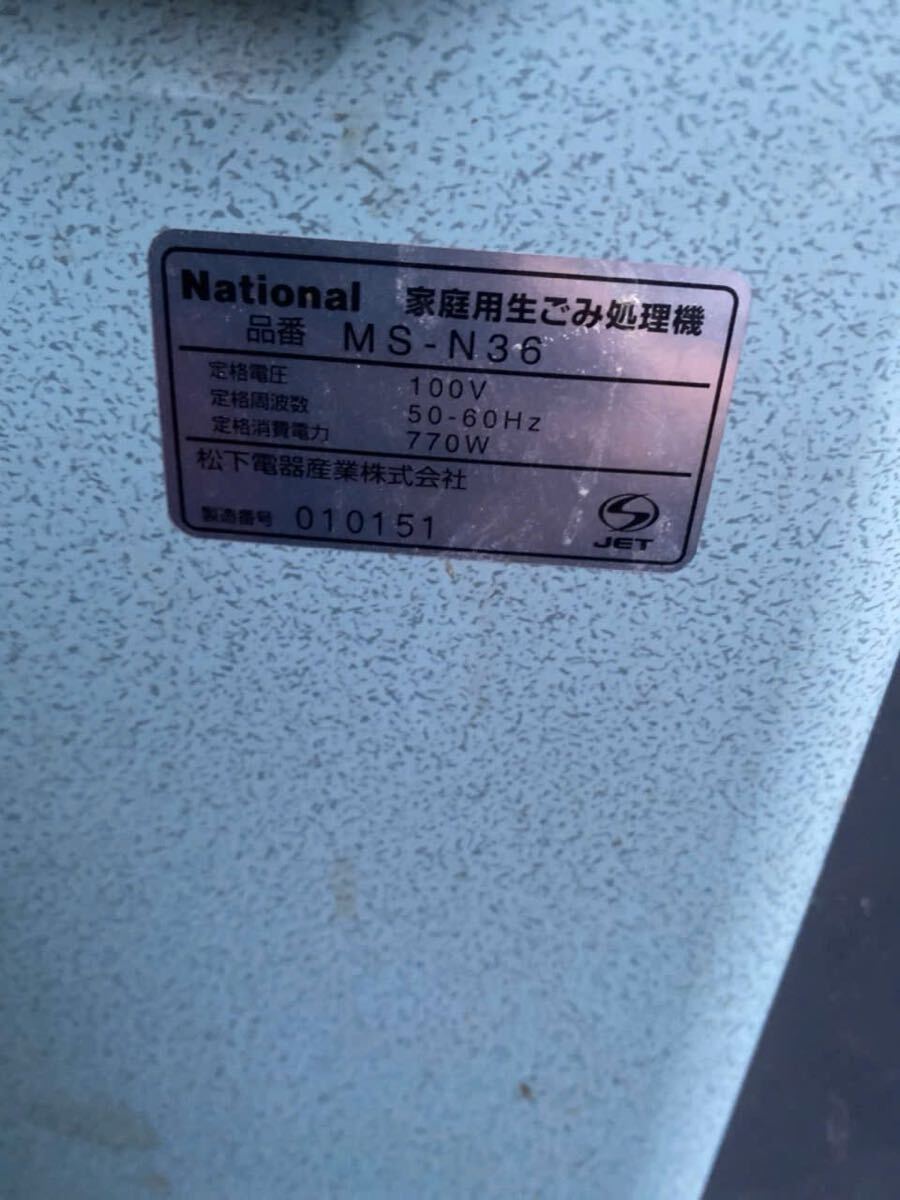 National 家庭用生ごみ処理機
品番 MS-N36
定格電圧 100V
定格周波数 50-60Hz
定格消費電力 770W
松下電器産業株式会社
製造番号 010151
JET